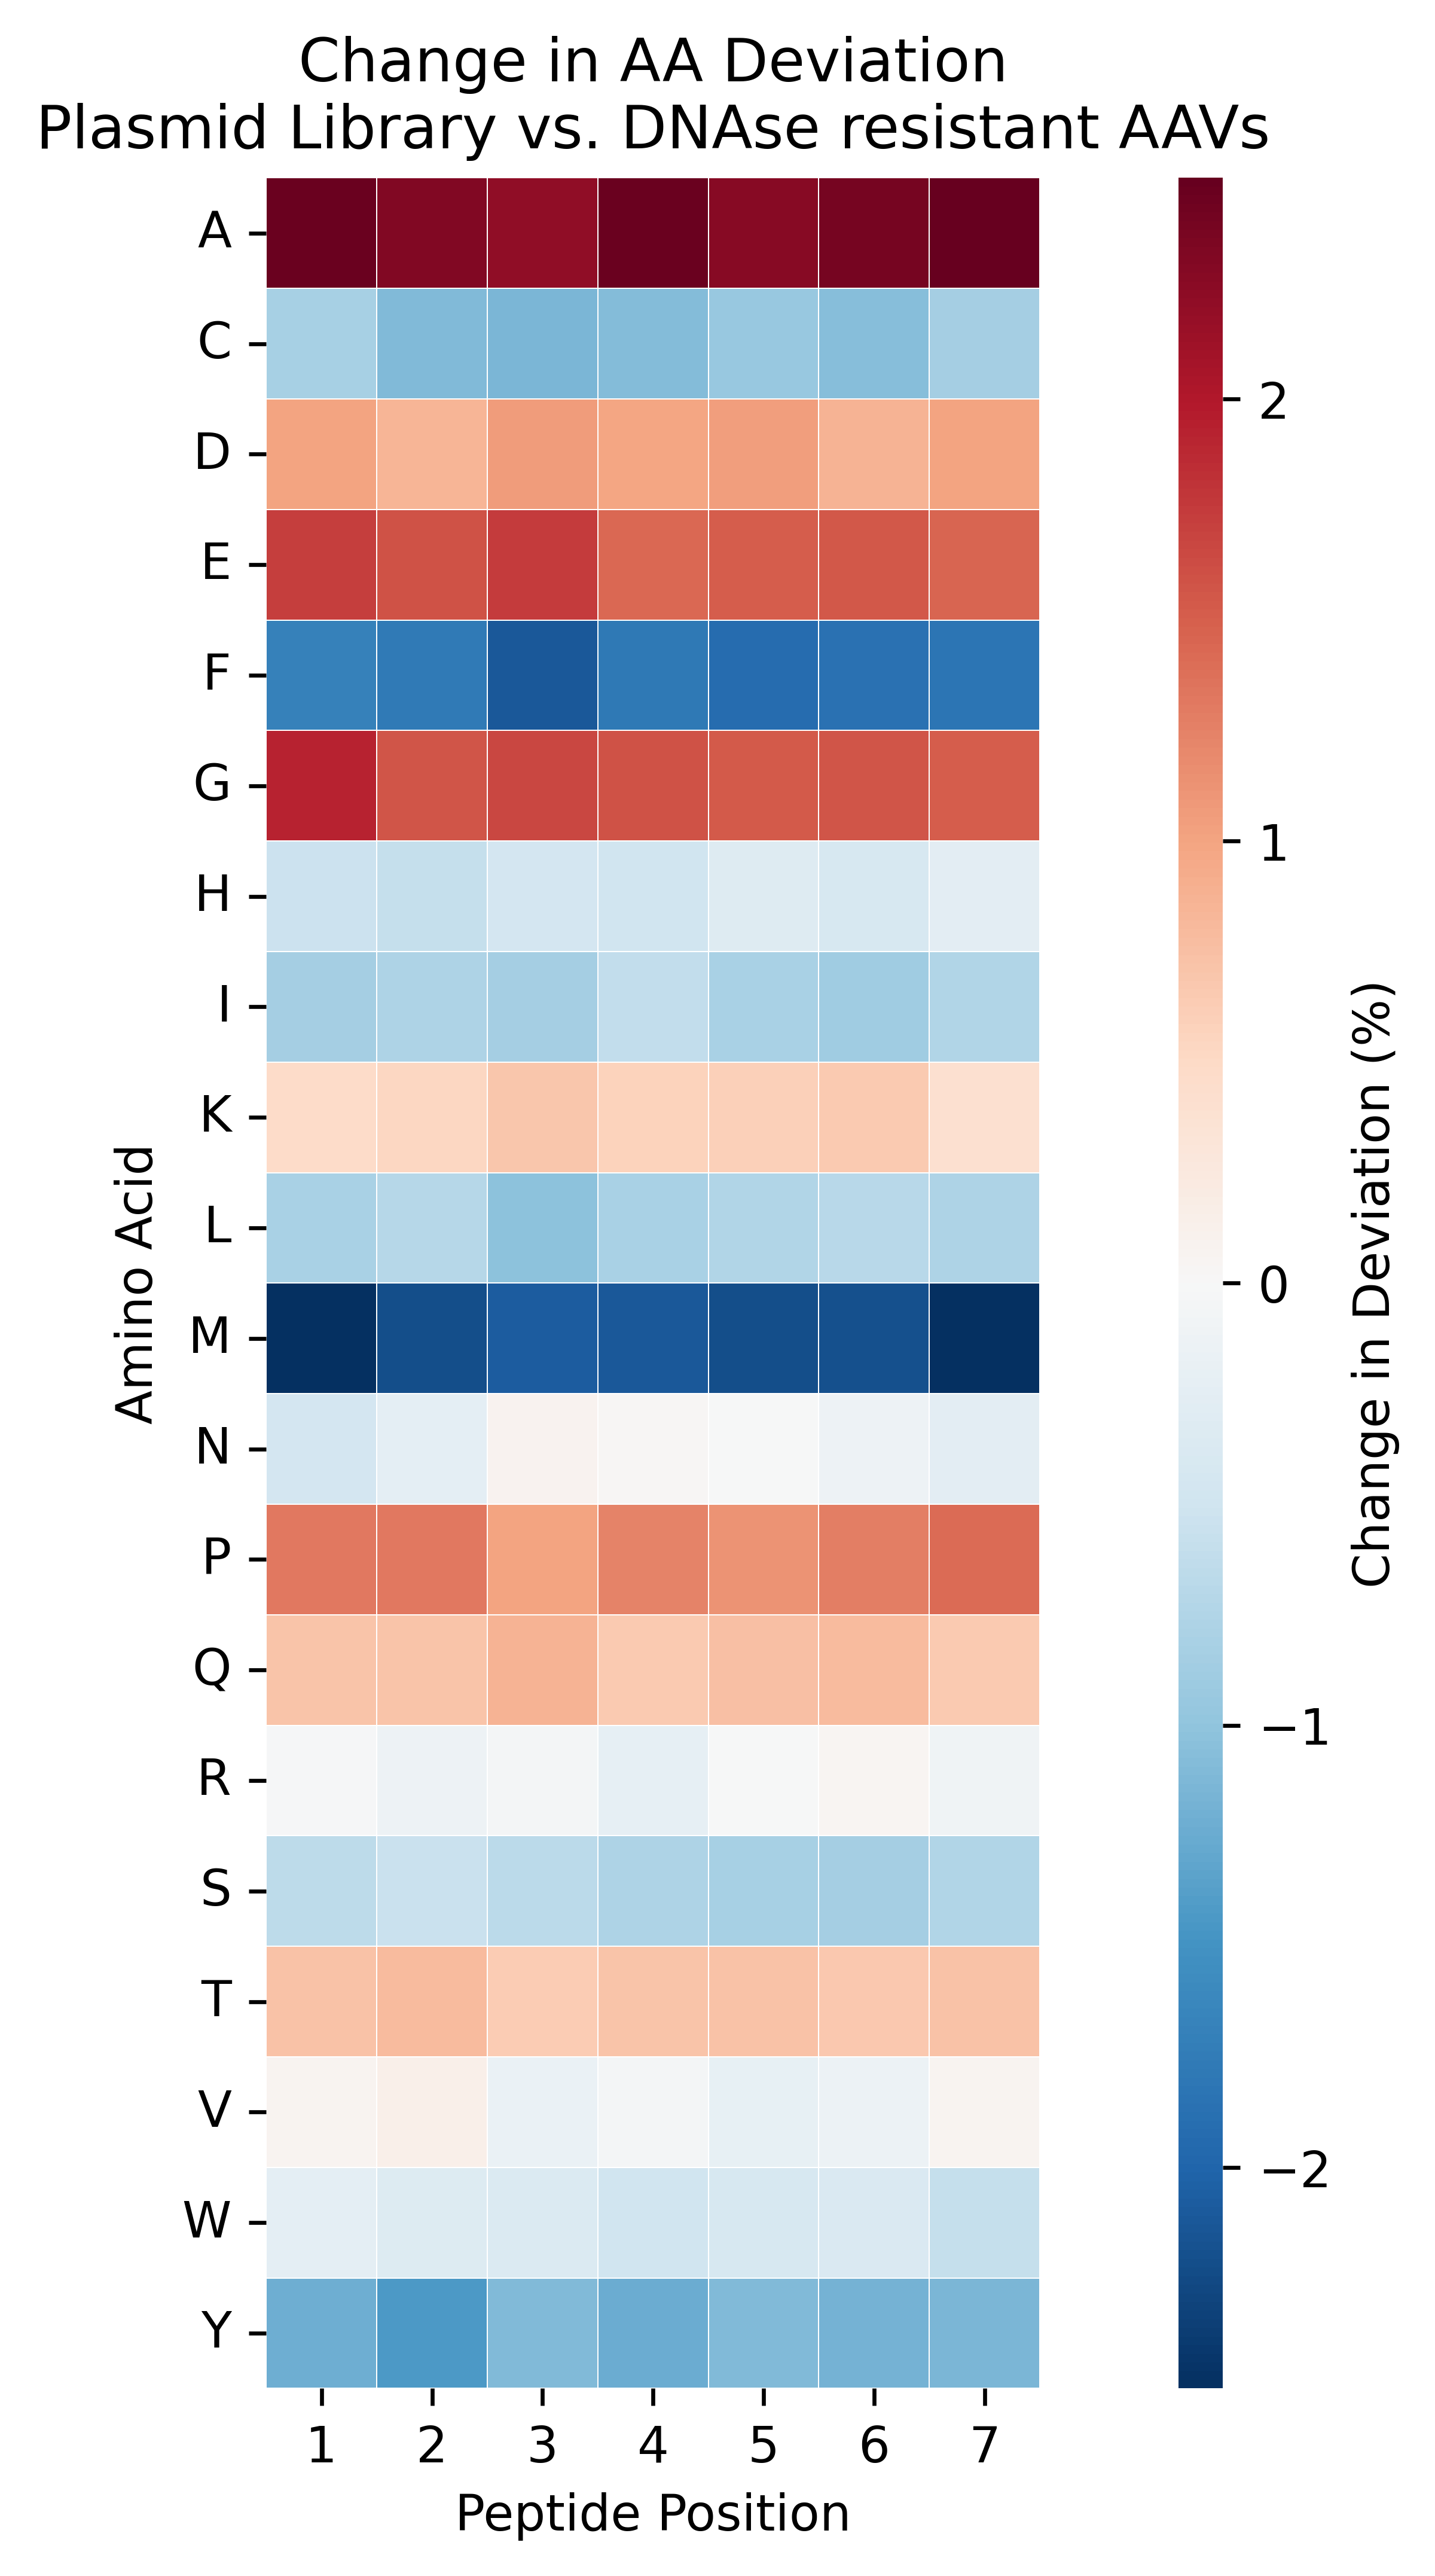 Change in AA Deviation
Plasmid Library vs. DNAse resistant AAVs
A
C
D
E
F
G
H
I
K
L
M
N
P
Q
R
S
T
V
W
Y
Amino Acid
1 2 3 4 5 6 7
Peptide Position
2
1
0
−1
−2
Change in Deviation (%)